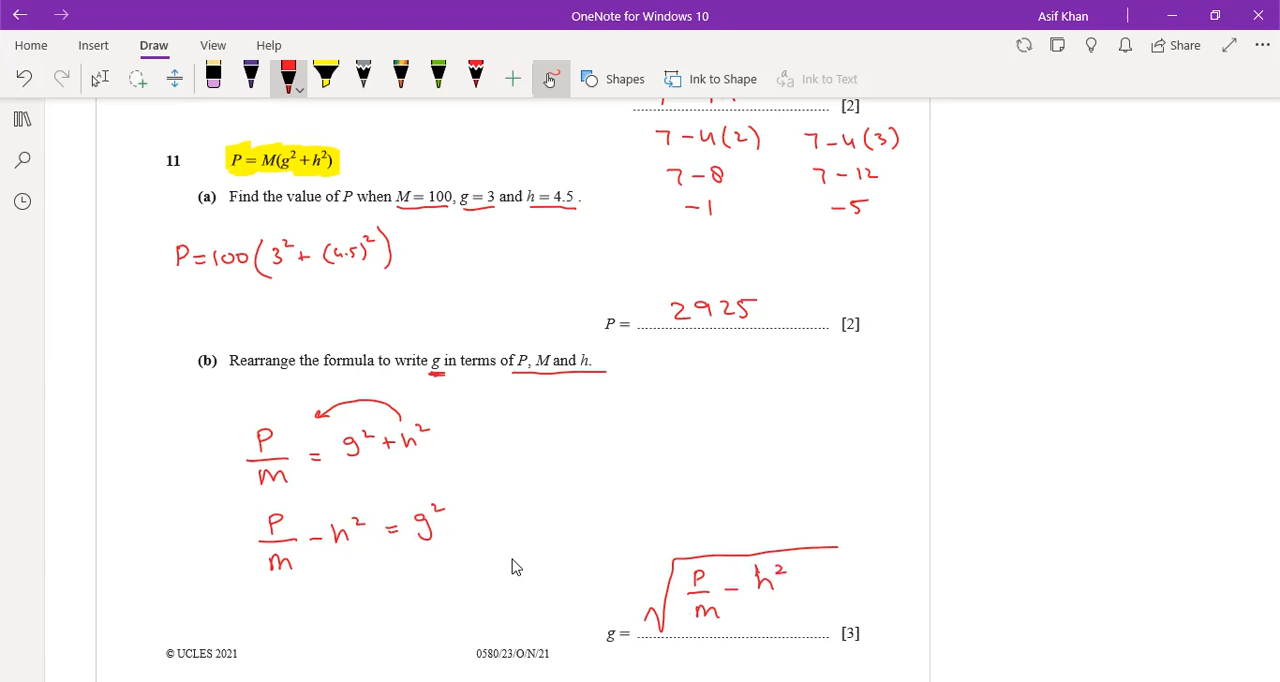 OneNote for Windows 10
Asif Khan
Home Insert Draw View Help
Share
Shapes Ink to Shape Ink to Text
[2]
7 - 4(2) 7 - 4(3)
7 - 8 7 - 12
-1 -5
11 P = M(g² + h²)
(a) Find the value of P when M = 100, g = 3 and h = 4.5 .
P = 100(3² + (4.5)²)
2925
P = ........................................ [2]
(b) Rearrange the formula to write g in terms of P, M and h.
P/m = g² + h²
P/m - h² = g²
√(P/m - h²)
g = ........................................ [3]
© UCLES 2021 0580/23/O/N/21